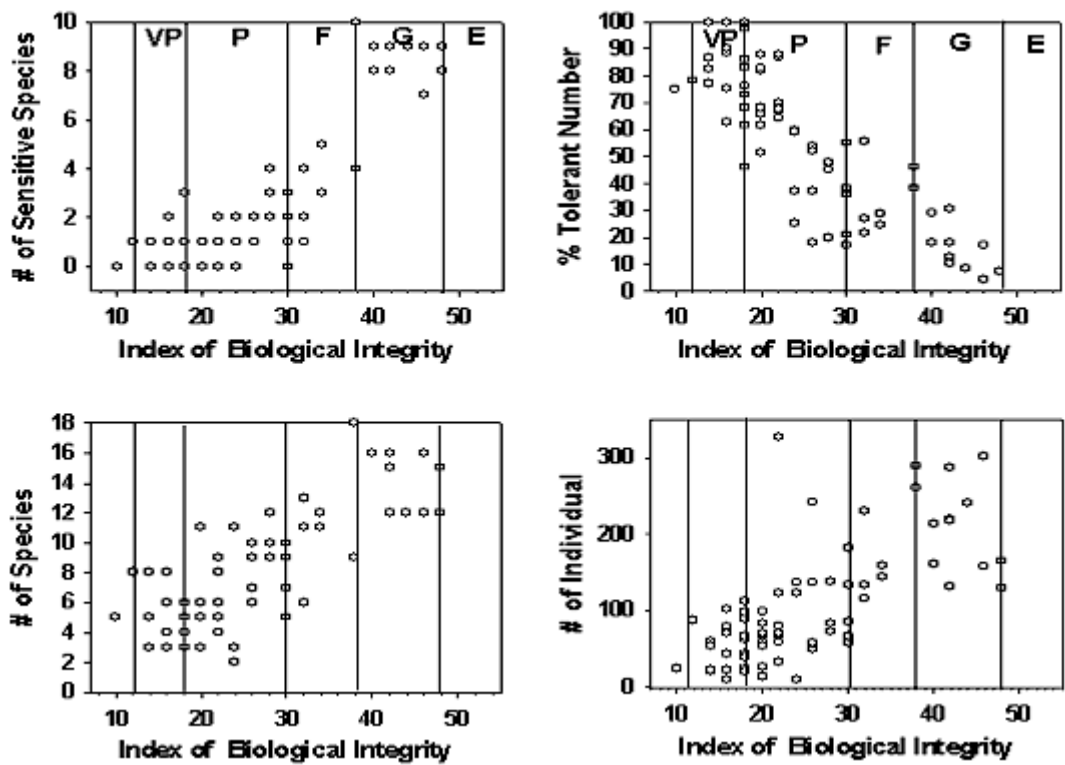 # of Sensitive Species
10
8
6
4
2
0
VP P F G E
10 20 30 40 50
Index of Biological Integrity
% Tolerant Number
100
90
80
70
60
50
40
30
20
10
0
VP P F G E
10 20 30 40 50
Index of Biological Integrity
# of Species
18
16
14
12
10
8
6
4
2
0
10 20 30 40 50
Index of Biological Integrity
# of Individual
300
200
100
0
10 20 30 40 50
Index of Biological Integrity